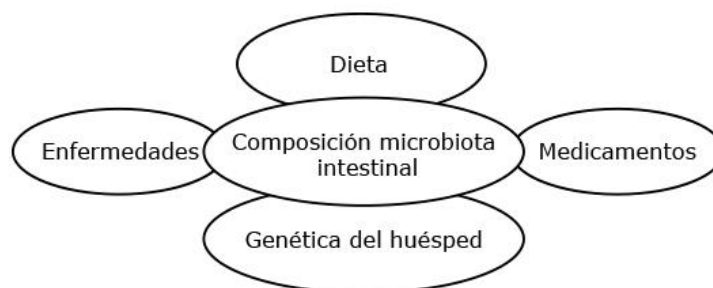 Dieta
Enfermedades
Composición microbiota
intestinal
Medicamentos
Genética del huésped